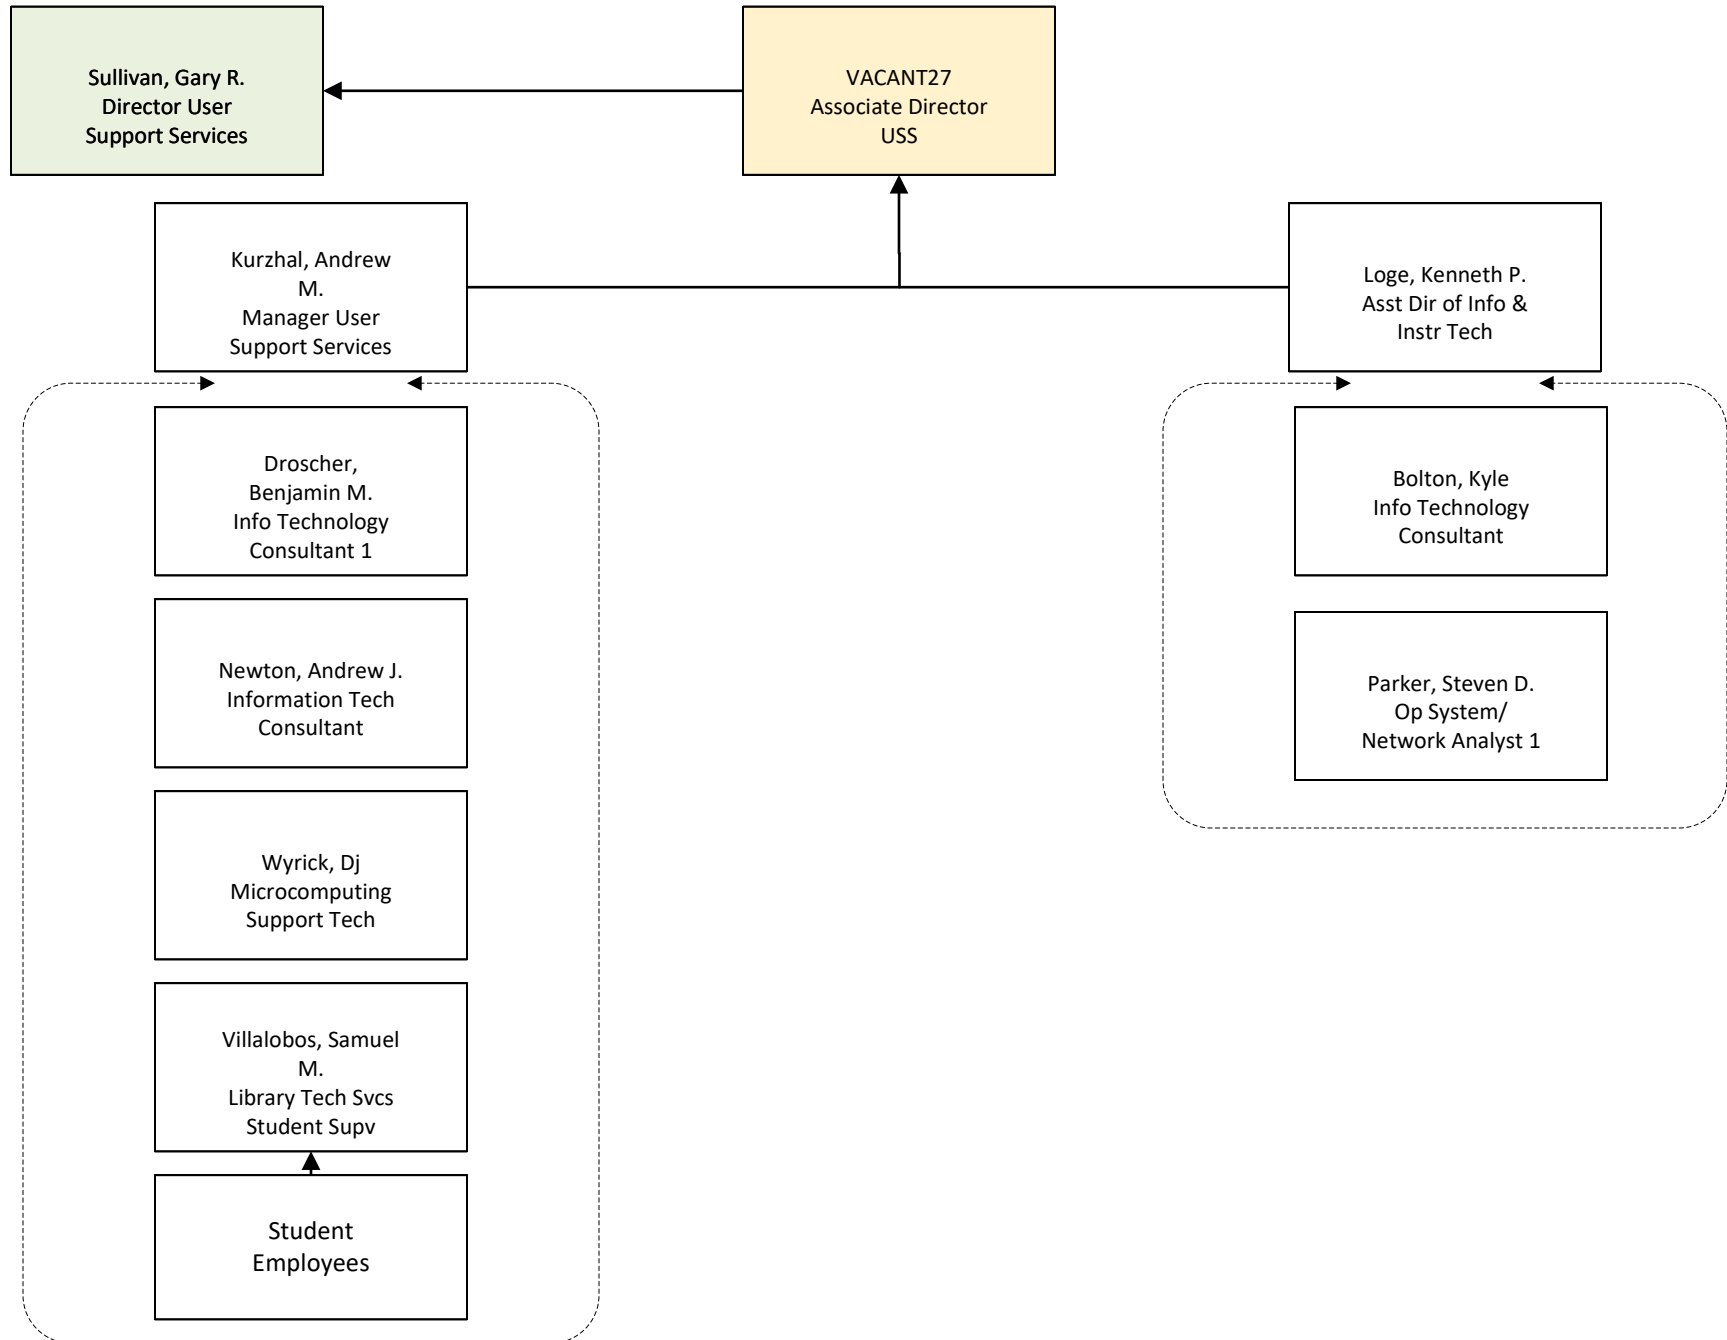 Sullivan, Gary R.
Director User
Support Services
VACANT27
Associate Director
USS
Kurzhal, Andrew
M.
Manager User
Support Services
Loge, Kenneth P.
Asst Dir of Info &
Instr Tech
Droscher,
Benjamin M.
Info Technology
Consultant 1
Newton, Andrew J.
Information Tech
Consultant
Wyrick, Dj
Microcomputing
Support Tech
Villalobos, Samuel
M.
Library Tech Svcs
Student Supv
Student
Employees
Bolton, Kyle
Info Technology
Consultant
Parker, Steven D.
Op System/
Network Analyst 1